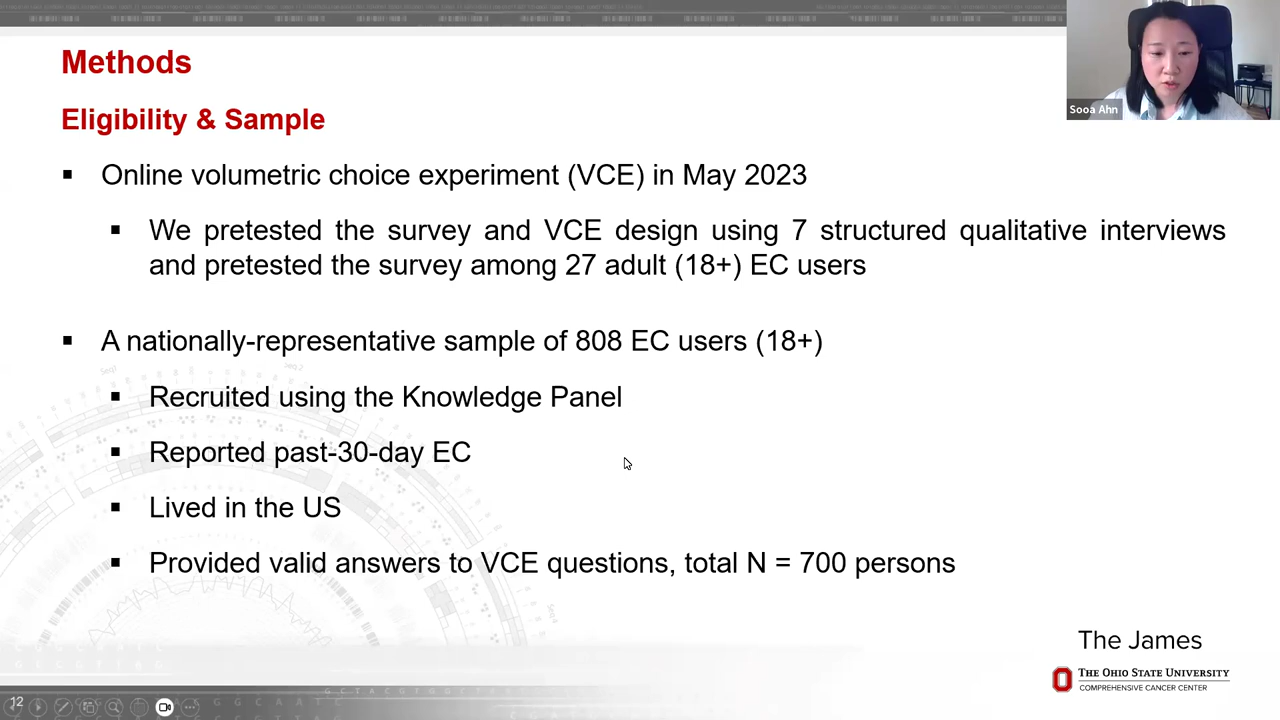 Methods
Eligibility & Sample
▪ Online volumetric choice experiment (VCE) in May 2023
▪ We pretested the survey and VCE design using 7 structured qualitative interviews
and pretested the survey among 27 adult (18+) EC users
▪ A nationally-representative sample of 808 EC users (18+)
▪ Recruited using the Knowledge Panel
▪ Reported past-30-day EC
▪ Lived in the US
▪ Provided valid answers to VCE questions, total N = 700 persons
Sooa Ahn
The James
THE OHIO STATE UNIVERSITY
COMPREHENSIVE CANCER CENTER
12